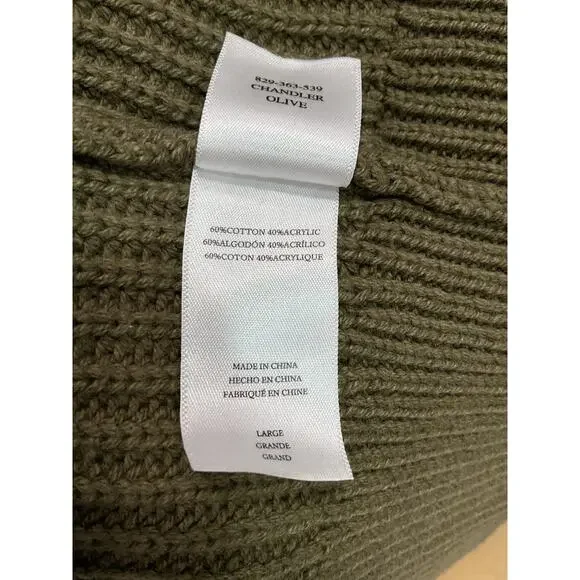 829-363-539
CHANDLER
OLIVE
60%COTTON 40%ACRYLIC
60%ALGODÓN 40%ACRÍLICO
60%COTON 40%ACRYLIQUE
MADE IN CHINA
HECHO EN CHINA
FABRIQUÉ EN CHINE
LARGE
GRANDE
GRAND